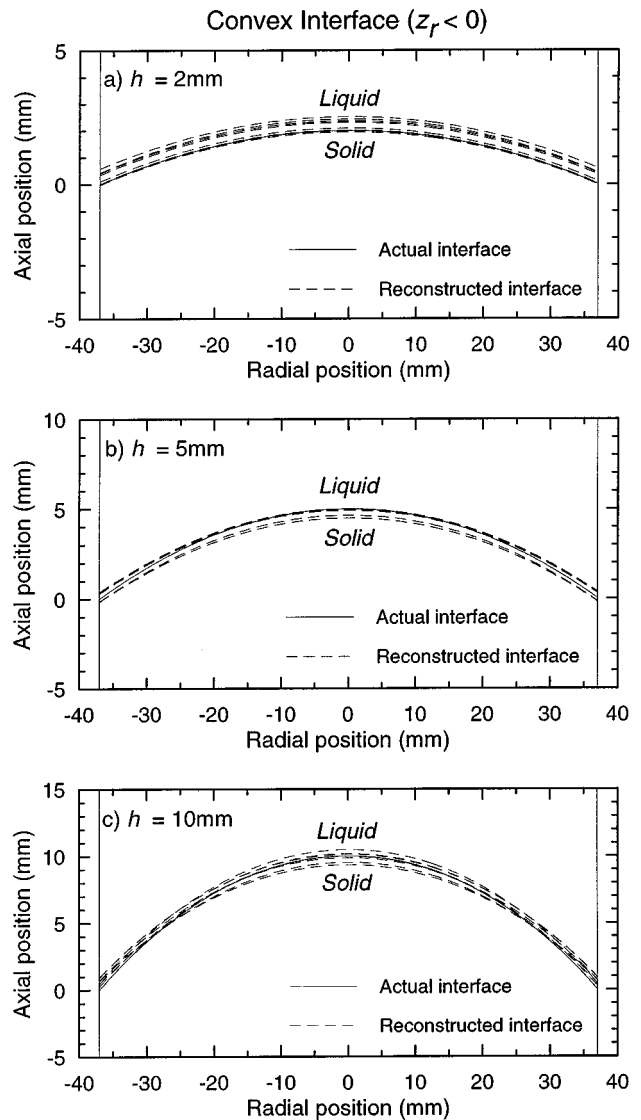 Convex Interface (z_r < 0)
a) h = 2mm
Liquid
Solid
Actual interface
Reconstructed interface
Axial position (mm)
5
0
-5
-40 -30 -20 -10 0 10 20 30 40
Radial position (mm)
b) h = 5mm
Liquid
Solid
Actual interface
Reconstructed interface
Axial position (mm)
10
5
0
-5
-40 -30 -20 -10 0 10 20 30 40
Radial position (mm)
c) h = 10mm
Liquid
Solid
Actual interface
Reconstructed interface
Axial position (mm)
15
10
5
0
-5
-40 -30 -20 -10 0 10 20 30 40
Radial position (mm)